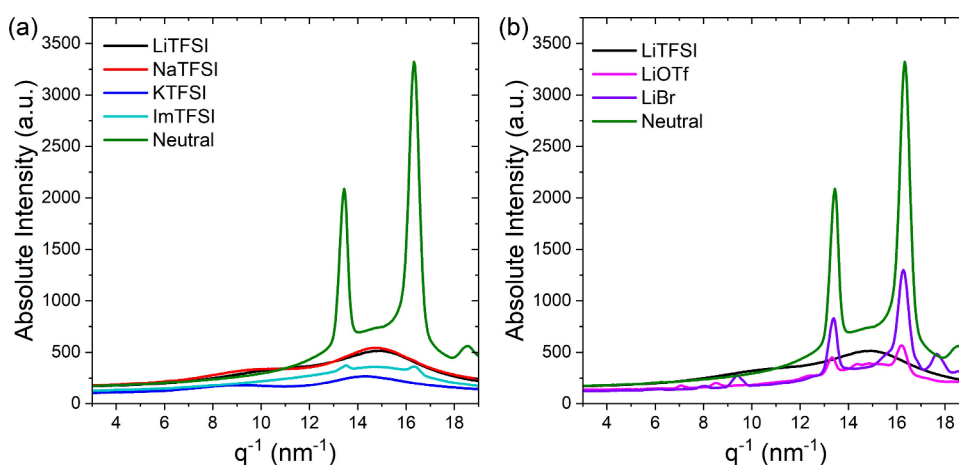 (a)
3500
3000
2500
2000
1500
1000
500
0
Absolute Intensity (a.u.)
LiTFSI
NaTFSI
KTFSI
ImTFSI
Neutral
4 6 8 10 12 14 16 18
q⁻¹ (nm⁻¹)
(b)
3500
3000
2500
2000
1500
1000
500
0
Absolute Intensity (a.u.)
LiTFSI
LiOTf
LiBr
Neutral
4 6 8 10 12 14 16 18
q⁻¹ (nm⁻¹)